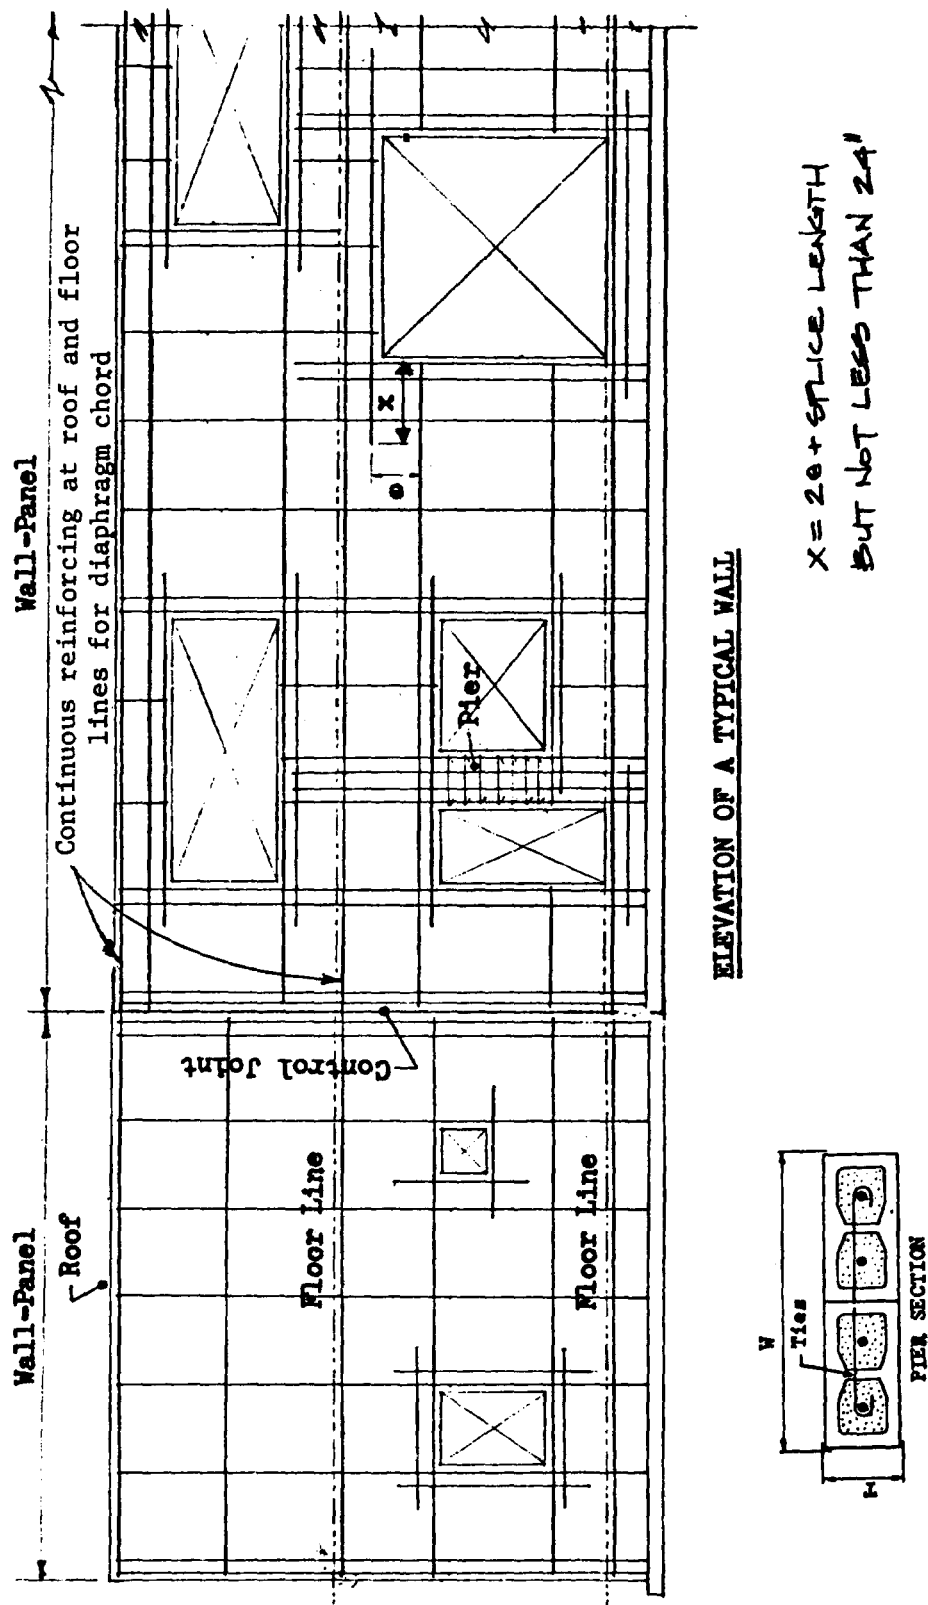 Wall-Panel
Wall-Panel
Roof
Continuous reinforcing at roof and floor
lines for diaphragm chord
Control Joint
Floor Line
Floor Line
Pier
X
e
ELEVATION OF A TYPICAL WALL
X = 2e + SPLICE LENGTH
BUT NOT LESS THAN 24"
W
Ties
T
PIER SECTION